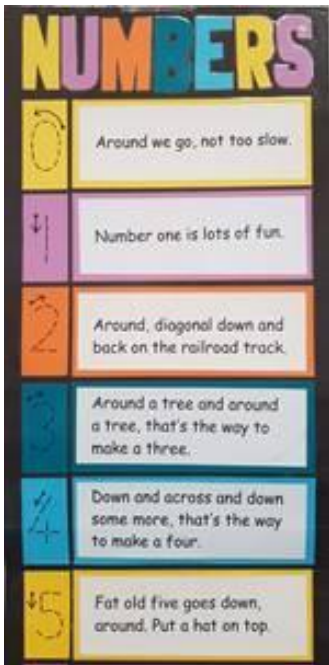 NUMBERS
0
Around we go, not too slow.
1
Number one is lots of fun.
2
Around, diagonal down and
back on the railroad track.
3
Around a tree and around
a tree, that's the way to
make a three.
4
Down and across and down
some more, that's the way
to make a four.
5
Fat old five goes down,
around. Put a hat on top.